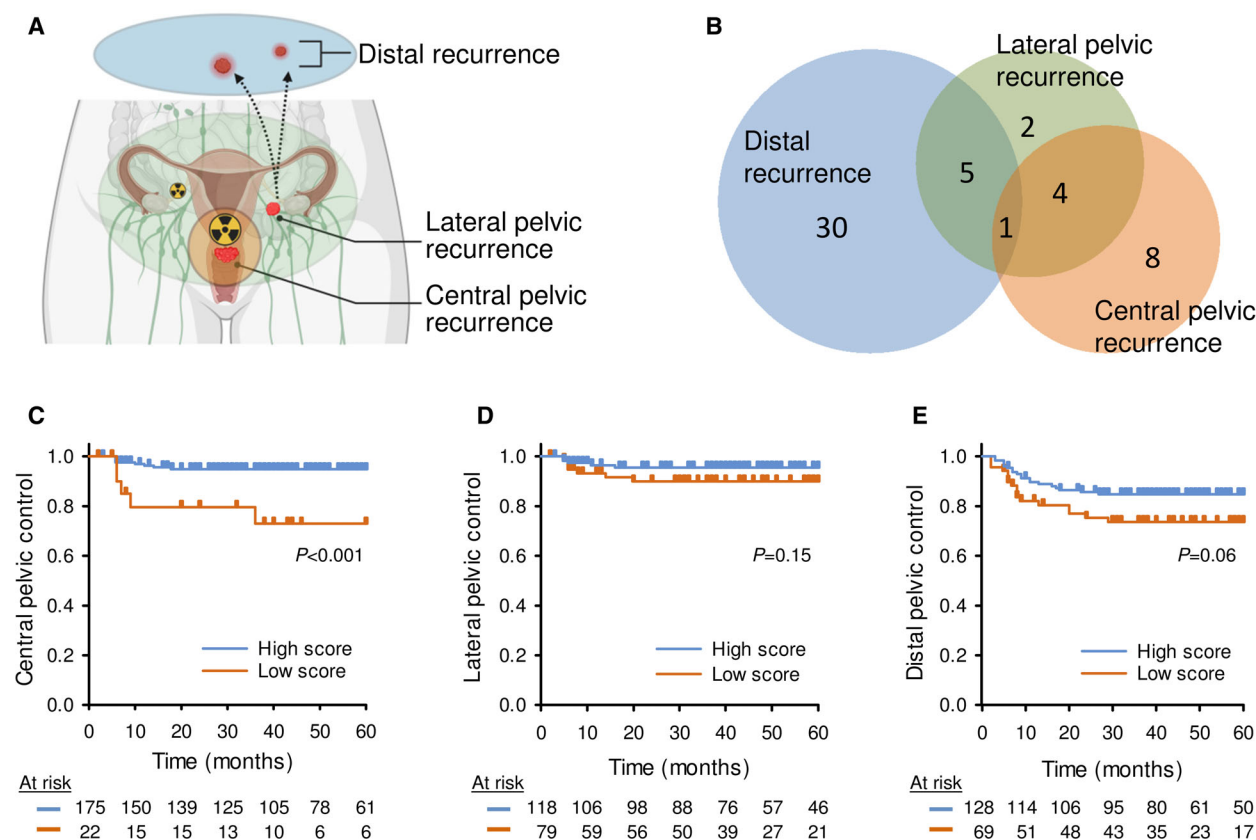 A
Distal recurrence
Lateral pelvic
recurrence
Central pelvic
recurrence
B
Lateral pelvic
recurrence
Distal
recurrence
2
5
4
30
1
8
Central pelvic
recurrence
C
Central pelvic control
1.0
0.8
0.6
0.4
0.2
0.0
P<0.001
High score
Low score
0 10 20 30 40 50 60
Time (months)
At risk
175 150 139 125 105 78 61
22 15 15 13 10 6 6
D
Lateral pelvic control
1.0
0.8
0.6
0.4
0.2
0.0
P=0.15
High score
Low score
0 10 20 30 40 50 60
Time (months)
At risk
118 106 98 88 76 57 46
79 59 56 50 39 27 21
E
Distal pelvic control
1.0
0.8
0.6
0.4
0.2
0.0
P=0.06
High score
Low score
0 10 20 30 40 50 60
Time (months)
At risk
128 114 106 95 80 61 50
69 51 48 43 35 23 17